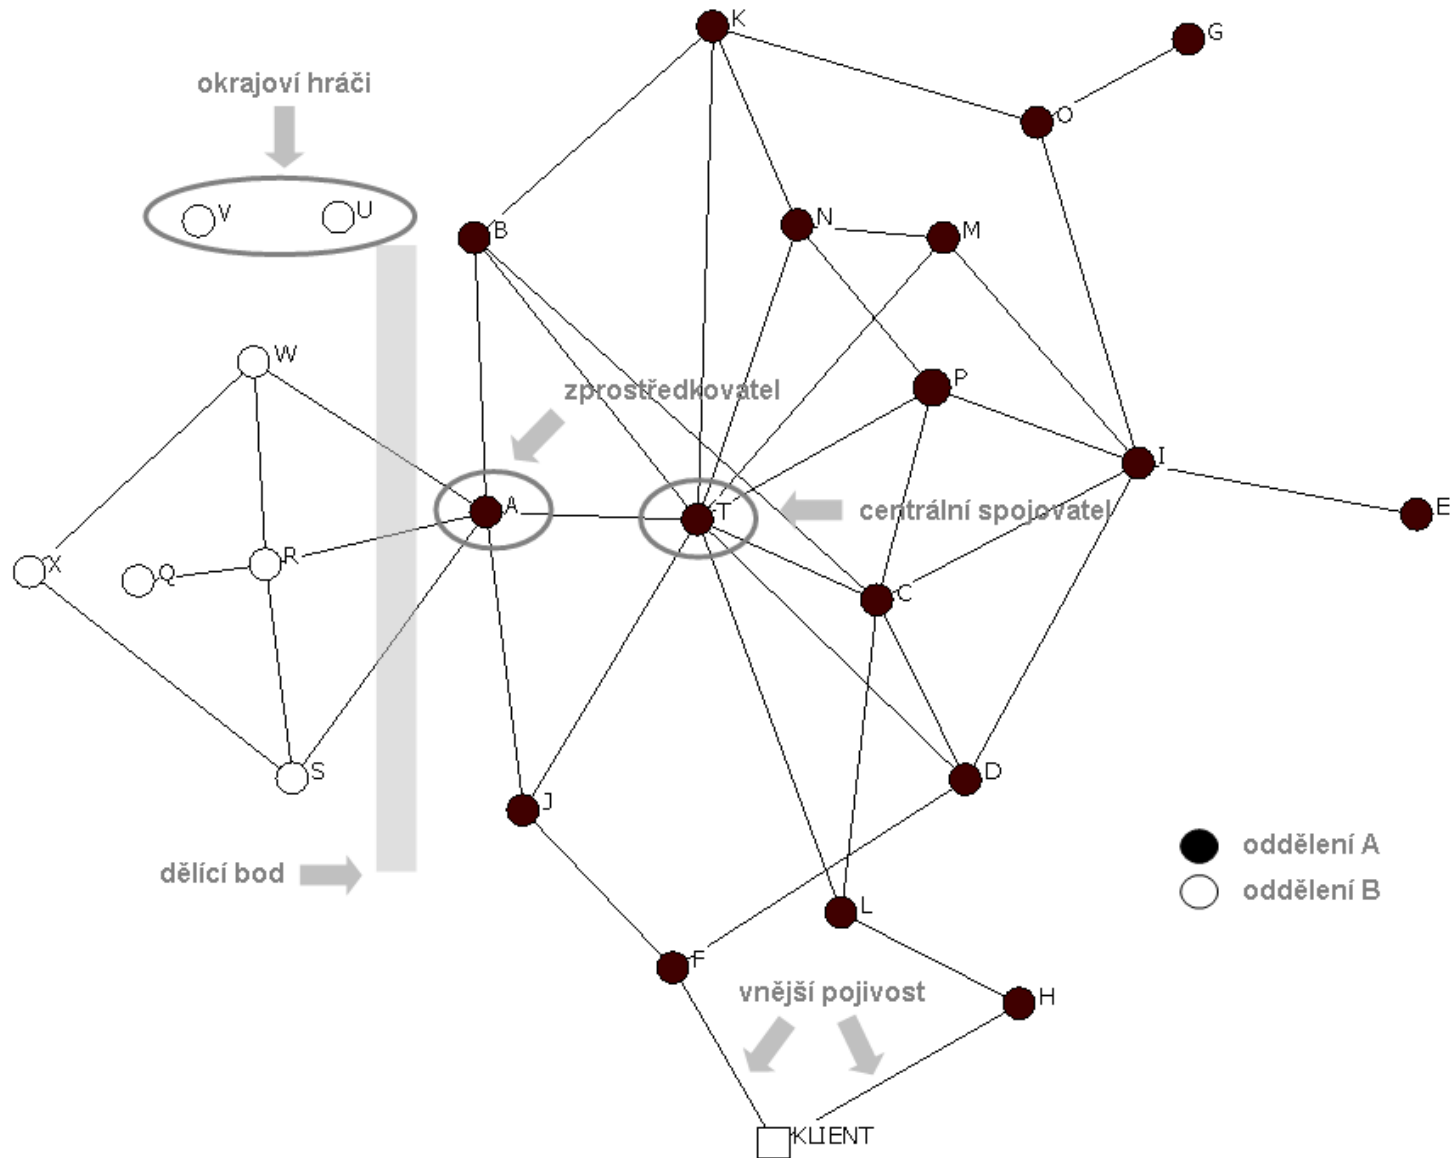 K
G
okrajoví hráči
O
V
U
B
N
M
W
zprostředkovatel
P
I
A
T
centrální spojovatel
E
X
Q
R
C
S
J
D
oddělení A
dělící bod
oddělení B
L
F
vnější pojivost
H
KLIENT